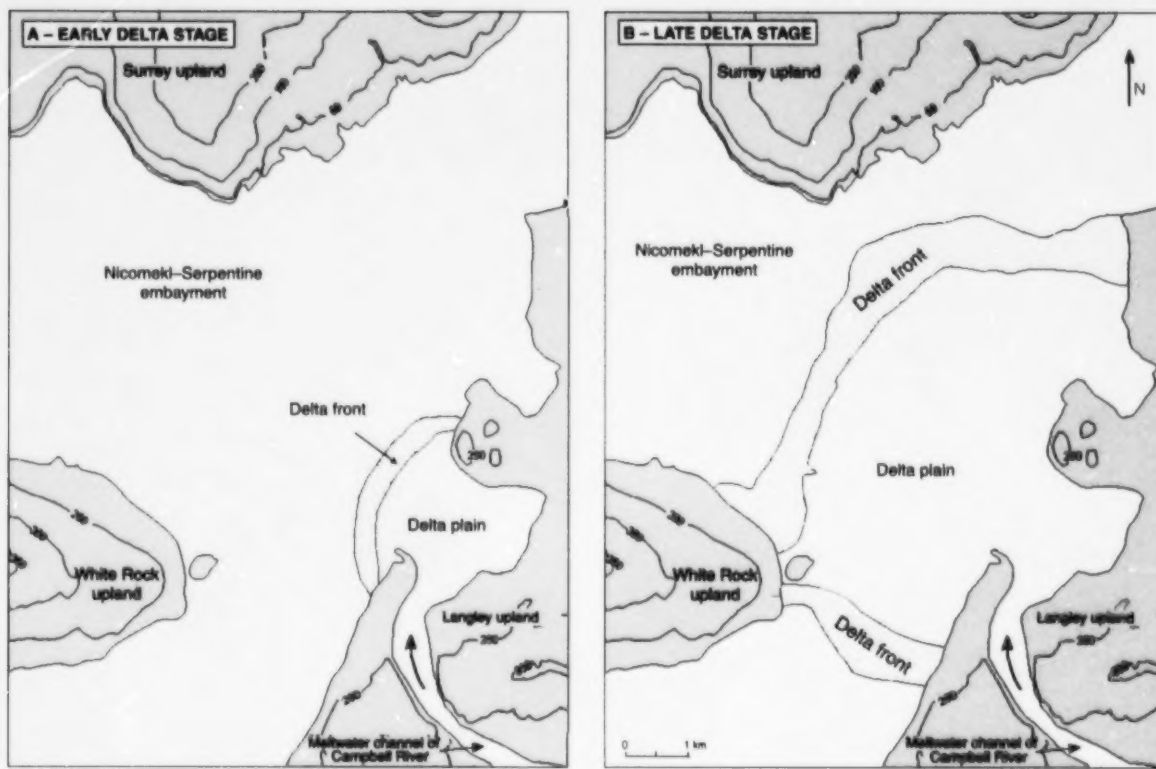 A – EARLY DELTA STAGE
Surrey upland
Nicomekl–Serpentine
embayment
Delta front
Delta plain
White Rock
upland
Langley upland
250
250
250
Meltwater channel of
Campbell River
B – LATE DELTA STAGE
N
Surrey upland
Nicomekl–Serpentine
embayment
Delta front
Delta plain
White Rock
upland
Delta front
Langley upland
250
250
0 1 km
Meltwater channel of
Campbell River